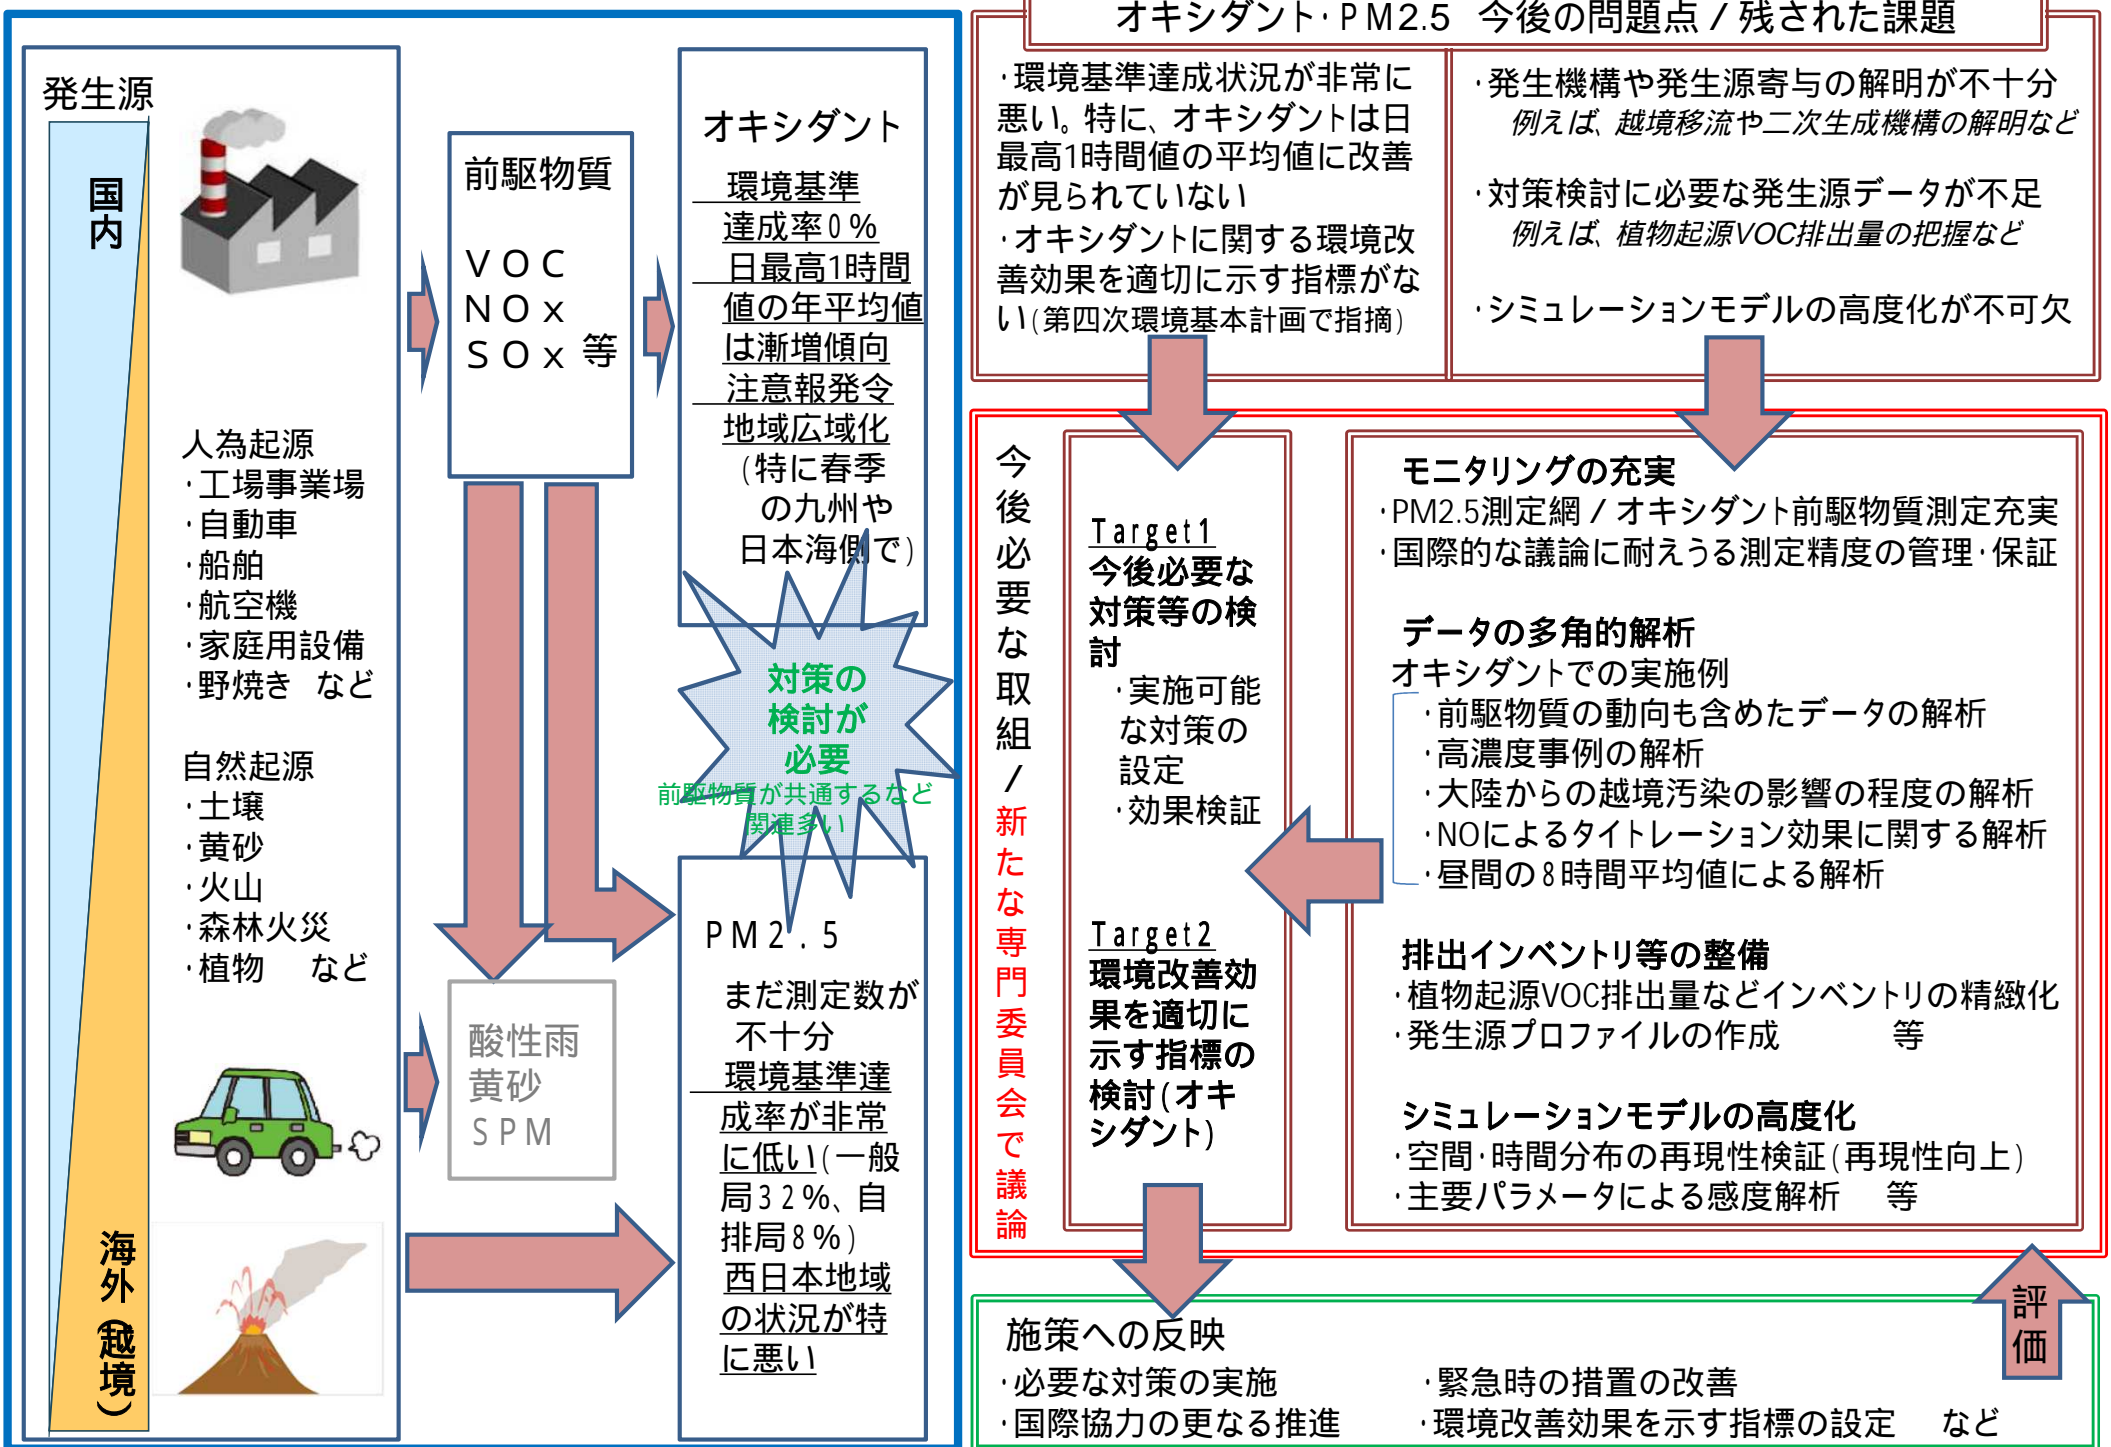 発生源
国内
海外(越境)
人為起源
・工場事業場
・自動車
・船舶
・航空機
・家庭用設備
・野焼き など
自然起源
・土壌
・黄砂
・火山
・森林火災
・植物 など
前駆物質
VOC
NOx
SOx 等
酸性雨
黄砂
SPM
オキシダント
環境基準
達成率0%
日最高1時間
値の年平均値
は漸増傾向
注意報発令
地域広域化
(特に春季
の九州や
日本海側で)
対策の
検討が
必要
前駆物質が共通するなど
関連多い
PM2.5
まだ測定数が
不十分
環境基準達
成率が非常
に低い(一般
局32%、自
排局8%)
西日本地域
の状況が特
に悪い
オキシダント・PM2.5 今後の問題点/残された課題
・環境基準達成状況が非常に
悪い。特に、オキシダントは日
最高1時間値の平均値に改善
が見られていない
・オキシダントに関する環境改
善効果を適切に示す指標がな
い(第四次環境基本計画で指摘)
・発生機構や発生源寄与の解明が不十分
例えば、越境移流や二次生成機構の解明など
・対策検討に必要な発生源データが不足
例えば、植物起源VOC排出量の把握など
・シミュレーションモデルの高度化が不可欠
今後必要な取組/新たな専門委員会で議論
Target1
今後必要な
対策等の検
討
・実施可能
な対策の
設定
・効果検証
Target2
環境改善効
果を適切に
示す指標の
検討(オキ
シダント)
モニタリングの充実
・PM2.5測定網/オキシダント前駆物質測定充実
・国際的な議論に耐えうる測定精度の管理・保証
データの多角的解析
オキシダントでの実施例
・前駆物質の動向も含めたデータの解析
・高濃度事例の解析
・大陸からの越境汚染の影響の程度の解析
・NOによるタイトレーション効果に関する解析
・昼間の8時間平均値による解析
排出インベントリ等の整備
・植物起源VOC排出量などインベントリの精緻化
・発生源プロファイルの作成 等
シミュレーションモデルの高度化
・空間・時間分布の再現性検証(再現性向上)
・主要パラメータによる感度解析 等
評価
施策への反映
・必要な対策の実施
・国際協力の更なる推進
・緊急時の措置の改善
・環境改善効果を示す指標の設定 など